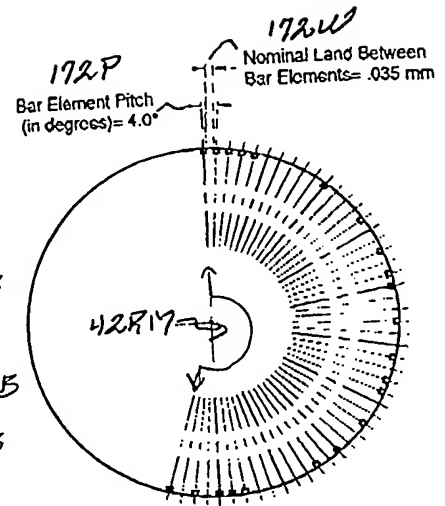 172W
172P
Nominal Land Between
Bar Elements= .035 mm
Bar Element Pitch
(in degrees)= 4.0°
42R17